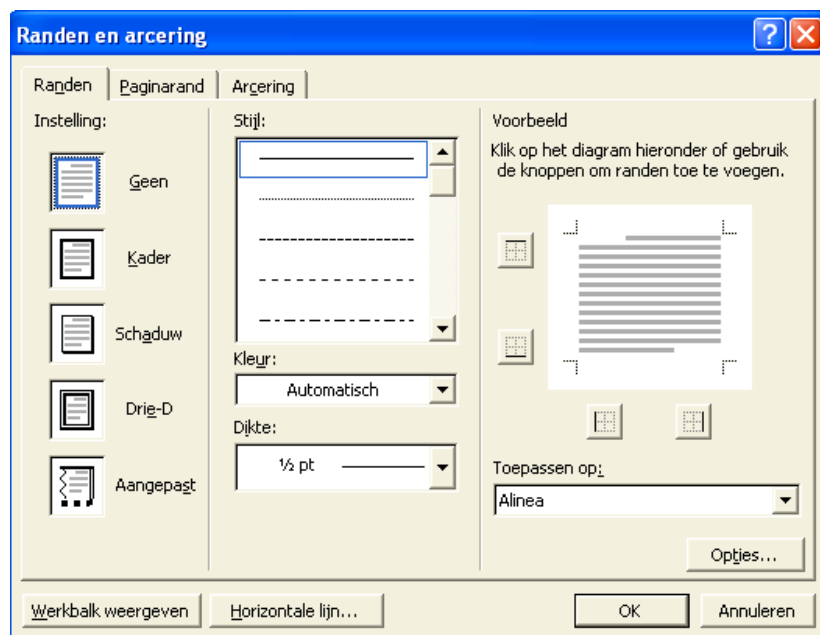 Randen en arcering
Randen
Paginarand
Arcering
Instelling:
Geen
Kader
Schaduw
Drie-D
Aangepast
Stijl:
Kleur:
Automatisch
Dikte:
½ pt
Voorbeeld
Klik op het diagram hieronder of gebruik
de knoppen om randen toe te voegen.
Toepassen op:
Alinea
Opties...
Werkbalk weergeven
Horizontale lijn...
OK
Annuleren